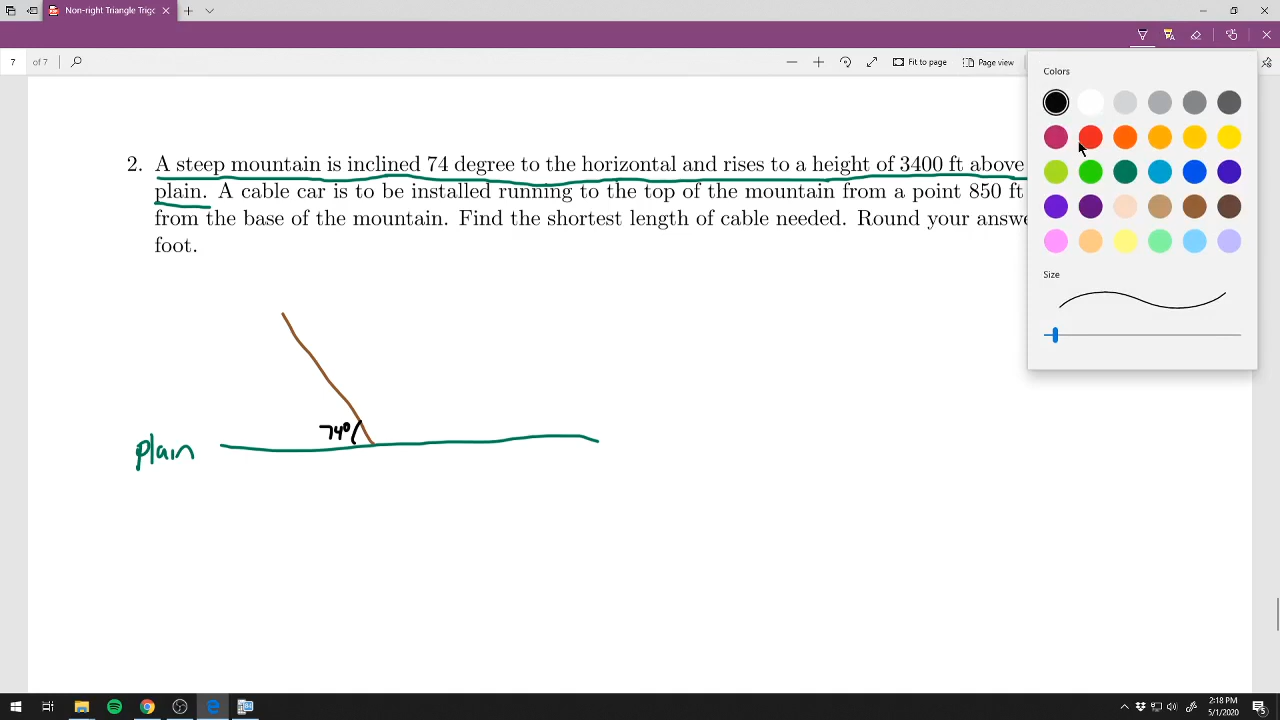 Non-right Triangle Trigo
7 of 7
Fit to page
Page view
Colors
Size
2. A steep mountain is inclined 74 degree to the horizontal and rises to a height of 3400 ft above
plain. A cable car is to be installed running to the top of the mountain from a point 850 ft
from the base of the mountain. Find the shortest length of cable needed. Round your answe
foot.
74°
plain
2:18 PM
5/1/2020